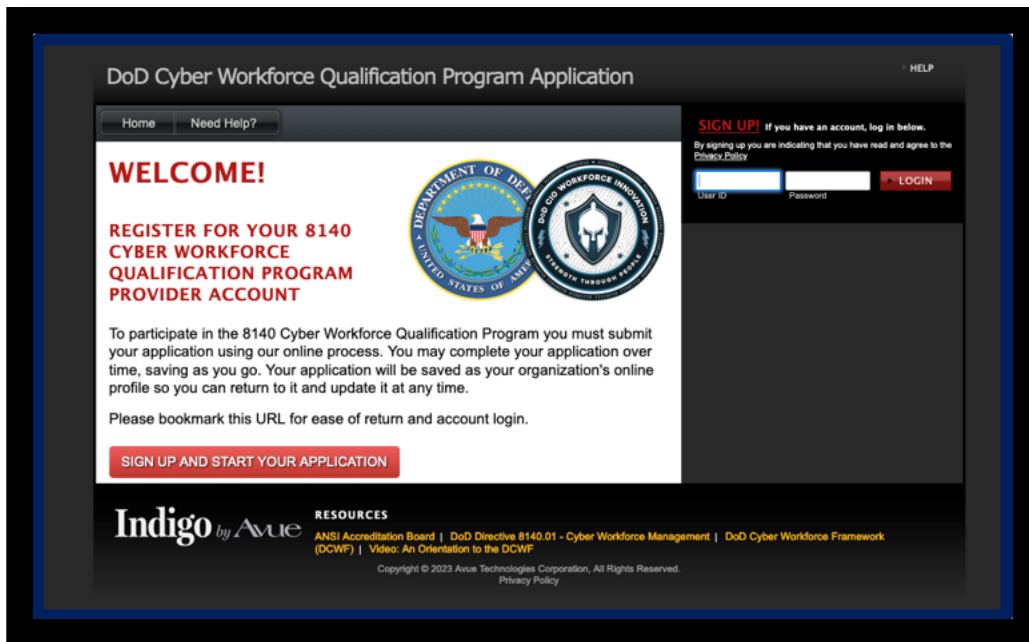 DoD Cyber Workforce Qualification Program Application
HELP
Home Need Help?
SIGN UP! If you have an account, log in below.
By signing up you are indicating that you have read and agree to the
Privacy Policy
LOGIN
User ID Password
WELCOME!
REGISTER FOR YOUR 8140
CYBER WORKFORCE
QUALIFICATION PROGRAM
PROVIDER ACCOUNT
DEPARTMENT OF DEFE
UNITED STATES OF AME
DoD CIO WORKFORCE INNOVATION
STRENGTH THROUGH PEOPLE
To participate in the 8140 Cyber Workforce Qualification Program you must submit
your application using our online process. You may complete your application over
time, saving as you go. Your application will be saved as your organization's online
profile so you can return to it and update it at any time.
Please bookmark this URL for ease of return and account login.
SIGN UP AND START YOUR APPLICATION
Indigo by Avue
RESOURCES
ANSI Accreditation Board | DoD Directive 8140.01 - Cyber Workforce Management | DoD Cyber Workforce Framework
(DCWF) | Video: An Orientation to the DCWF
Copyright © 2023 Avue Technologies Corporation, All Rights Reserved.
Privacy Policy